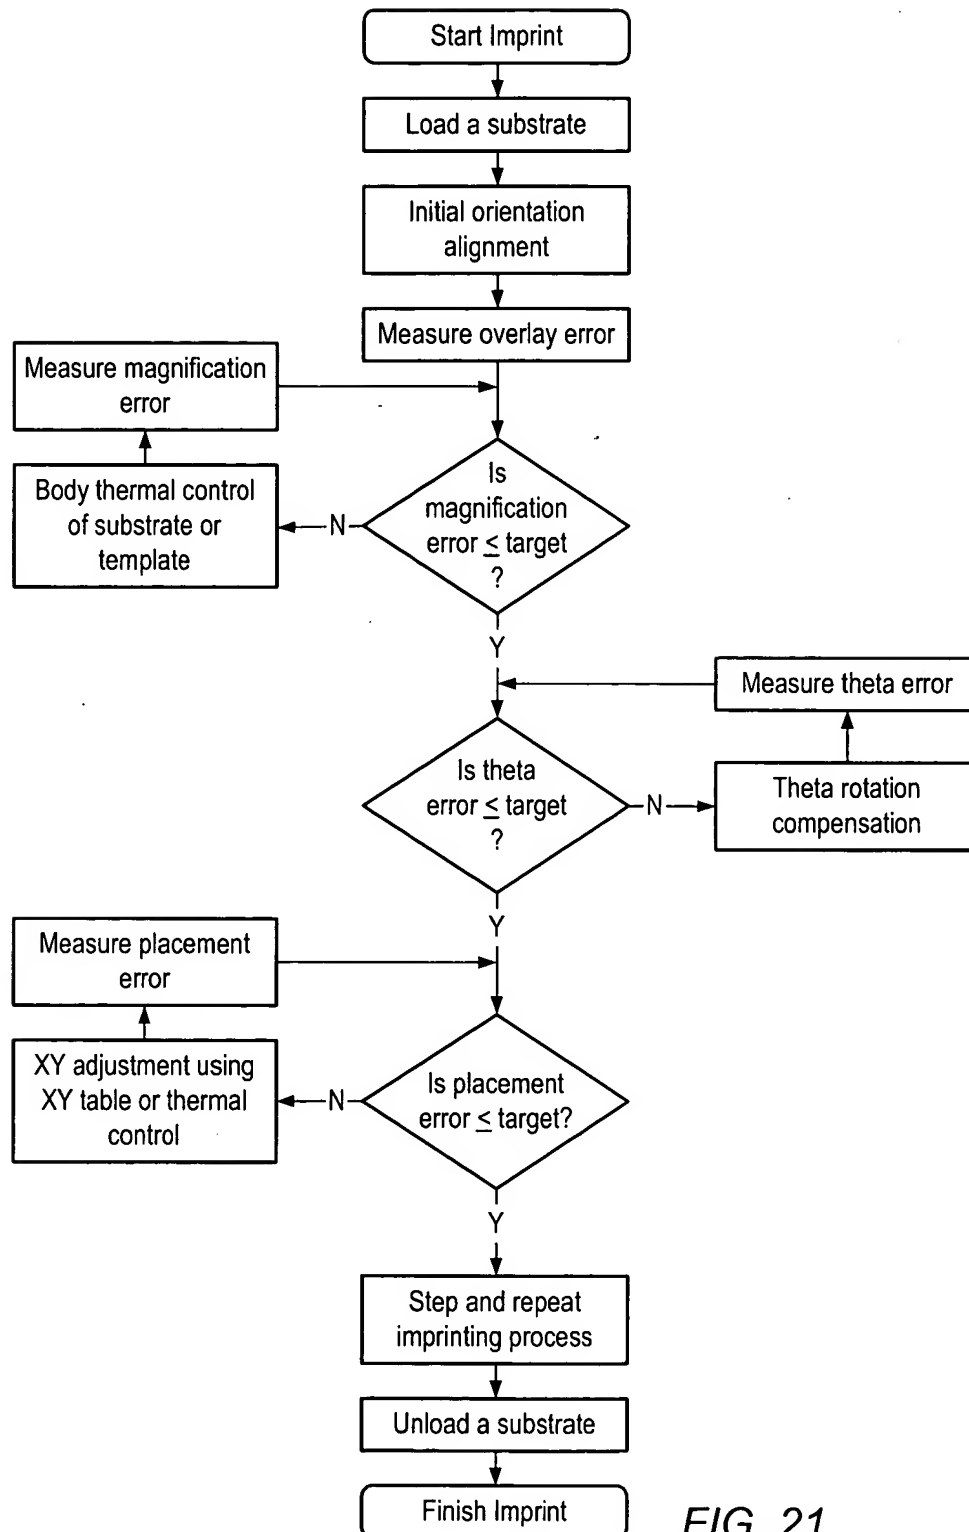 Start Imprint
Load a substrate
Initial orientation
alignment
Measure overlay error
Measure magnification
error
Body thermal control
of substrate or
template
N
Is
magnification
error ≤ target
?
Y
Measure theta error
Is theta
error ≤ target
?
N
Theta rotation
compensation
Y
Measure placement
error
XY adjustment using
XY table or thermal
control
N
Is placement
error ≤ target?
Y
Step and repeat
imprinting process
Unload a substrate
Finish Imprint
FIG. 21